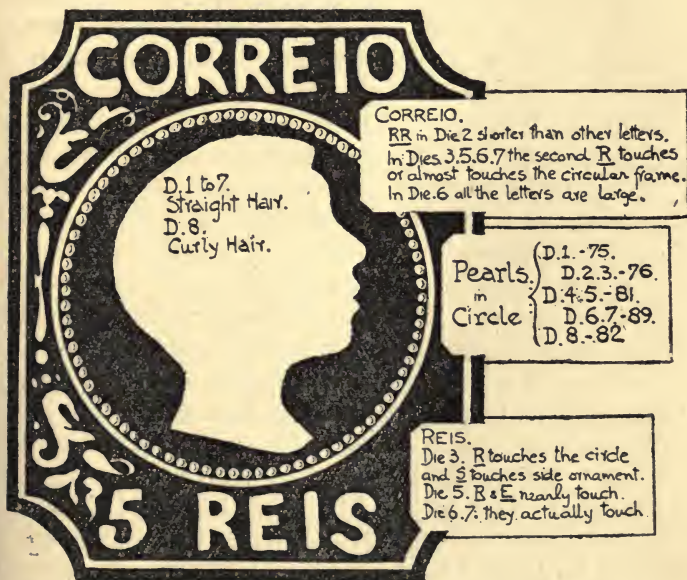 CORREIO
CORREIO.
RR in Die 2 shorter than other letters.
In Dies 3.5.6.7 the second R touches
or almost touches the circular frame.
In Die 6 all the letters are large.
D.1 to 7.
Straight Hair.
D.8.
Curly Hair.
Pearls
in
Circle
D.1.-75.
D.2.3.-76.
D.4.5.-81.
D.6.7-89.
D.8.-82
REIS.
Die 3. R touches the circle
and S touches side ornament.
Die 5. R & E nearly touch.
Die 6.7. they actually touch
5 REIS